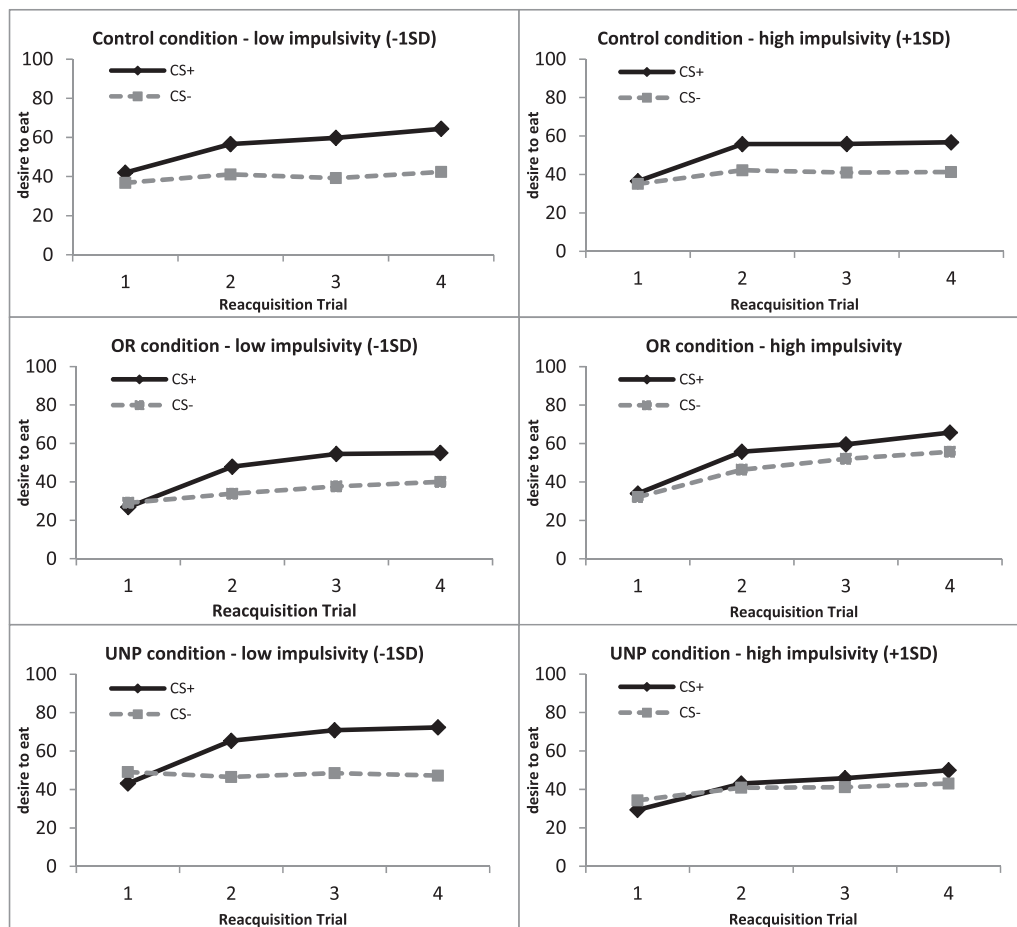 Control condition - low impulsivity (-1SD)
CS+
CS-
desire to eat
100
80
60
40
20
0
1 2 3 4
Reacquisition Trial
Control condition - high impulsivity (+1SD)
CS+
CS-
desire to eat
100
80
60
40
20
0
1 2 3 4
Reacquisition Trial
OR condition - low impulsivity (-1SD)
CS+
CS-
desire to eat
100
80
60
40
20
0
1 2 3 4
Reacquisition Trial
OR condition - high impulsivity
CS+
CS-
desire to eat
100
80
60
40
20
0
1 2 3 4
Reacquisition Trial
UNP condition - low impulsivity (-1SD)
CS+
CS-
desire to eat
100
80
60
40
20
0
1 2 3 4
Reacquisition Trial
UNP condition - high impulsivity (+1SD)
CS+
CS-
desire to eat
100
80
60
40
20
0
1 2 3 4
Reacquisition Trial